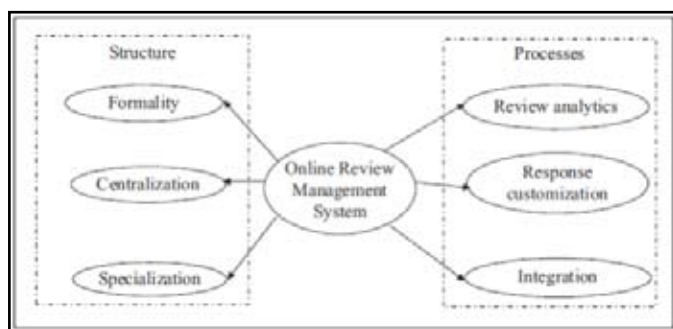 Structure
Processes
Formality
Review analytics
Online Review
Management
System
Centralization
Response
customization
Specialization
Integration